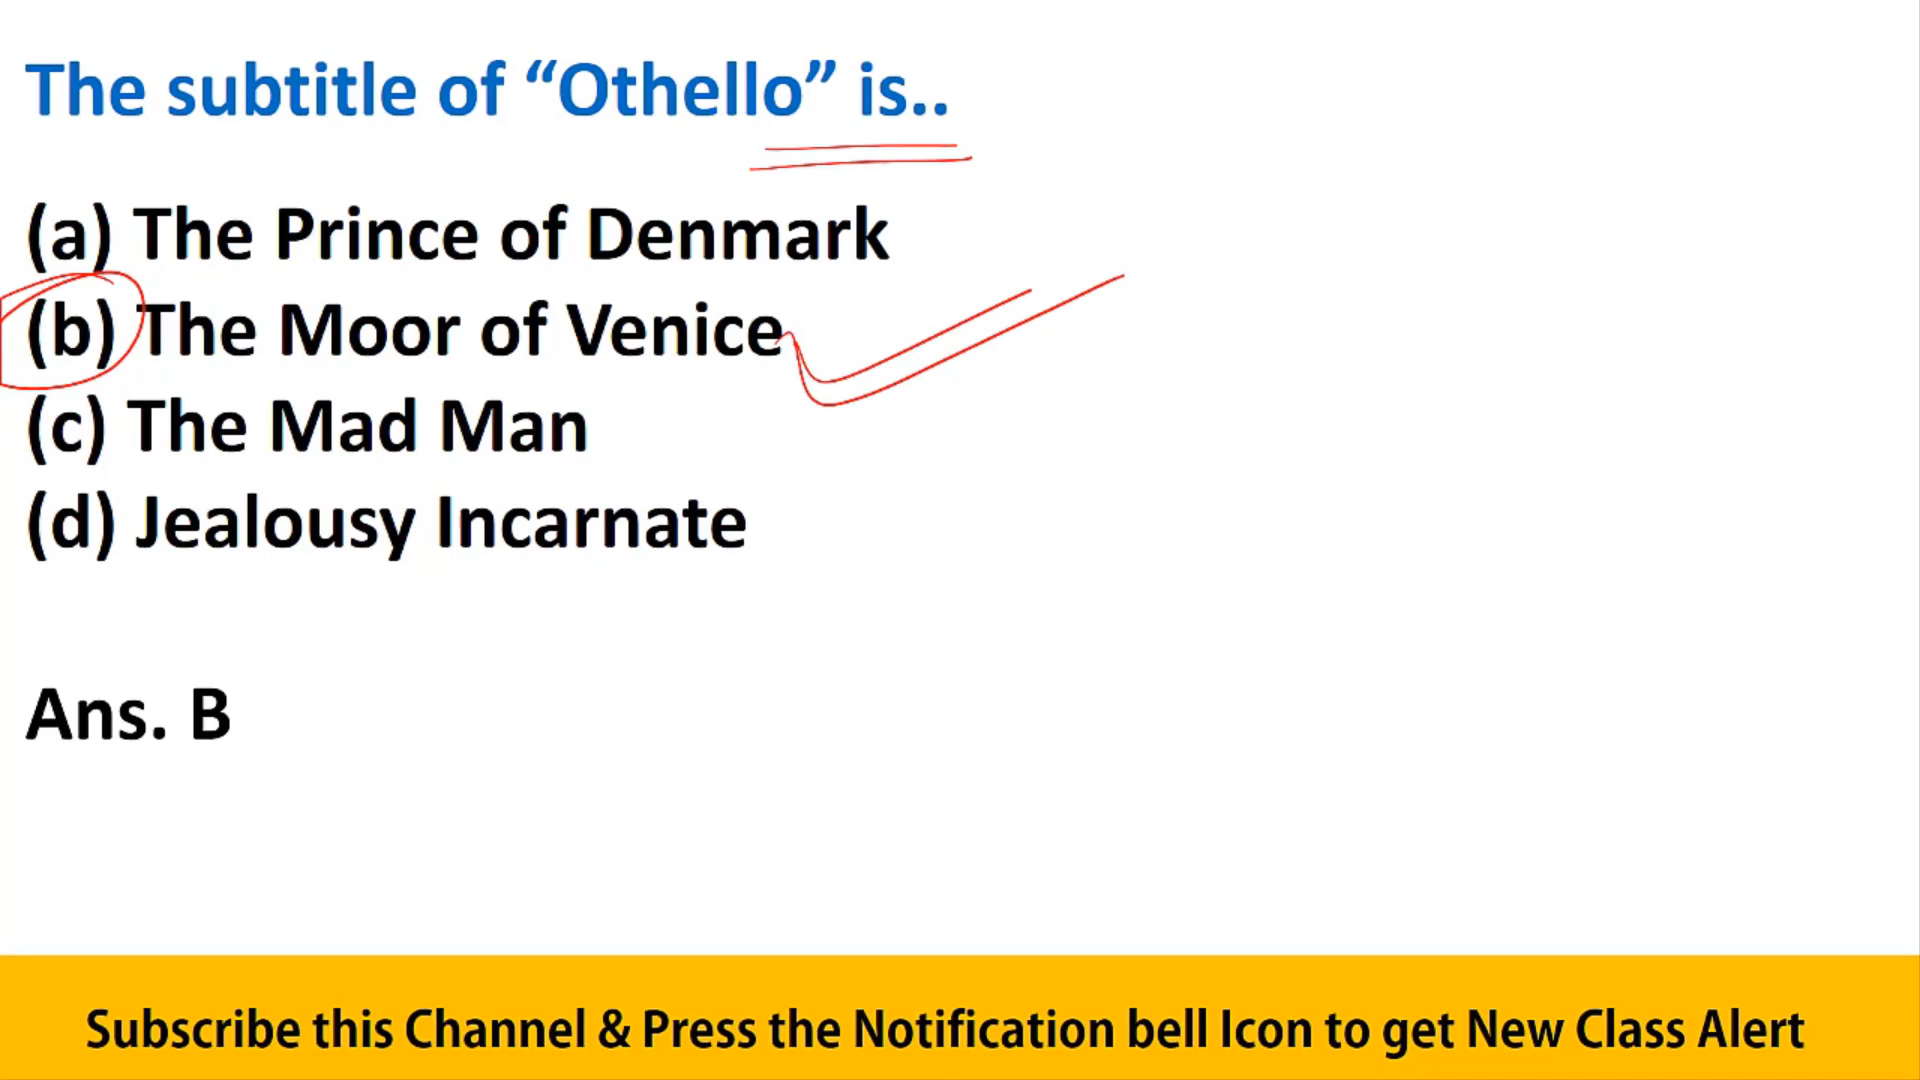 The subtitle of “Othello” is..
(a) The Prince of Denmark
(b) The Moor of Venice
(c) The Mad Man
(d) Jealousy Incarnate
Ans. B
Subscribe this Channel & Press the Notification bell Icon to get New Class Alert